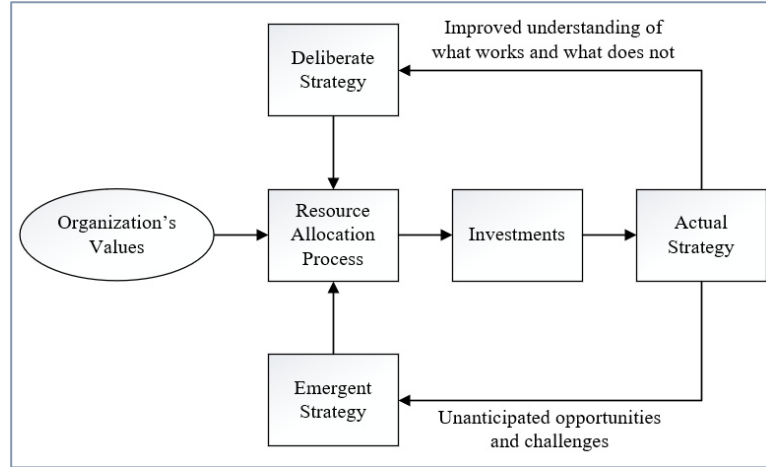 Improved understanding of
what works and what does not
Deliberate
Strategy
Organization’s
Values
Resource
Allocation
Process
Investments
Actual
Strategy
Emergent
Strategy
Unanticipated opportunities
and challenges